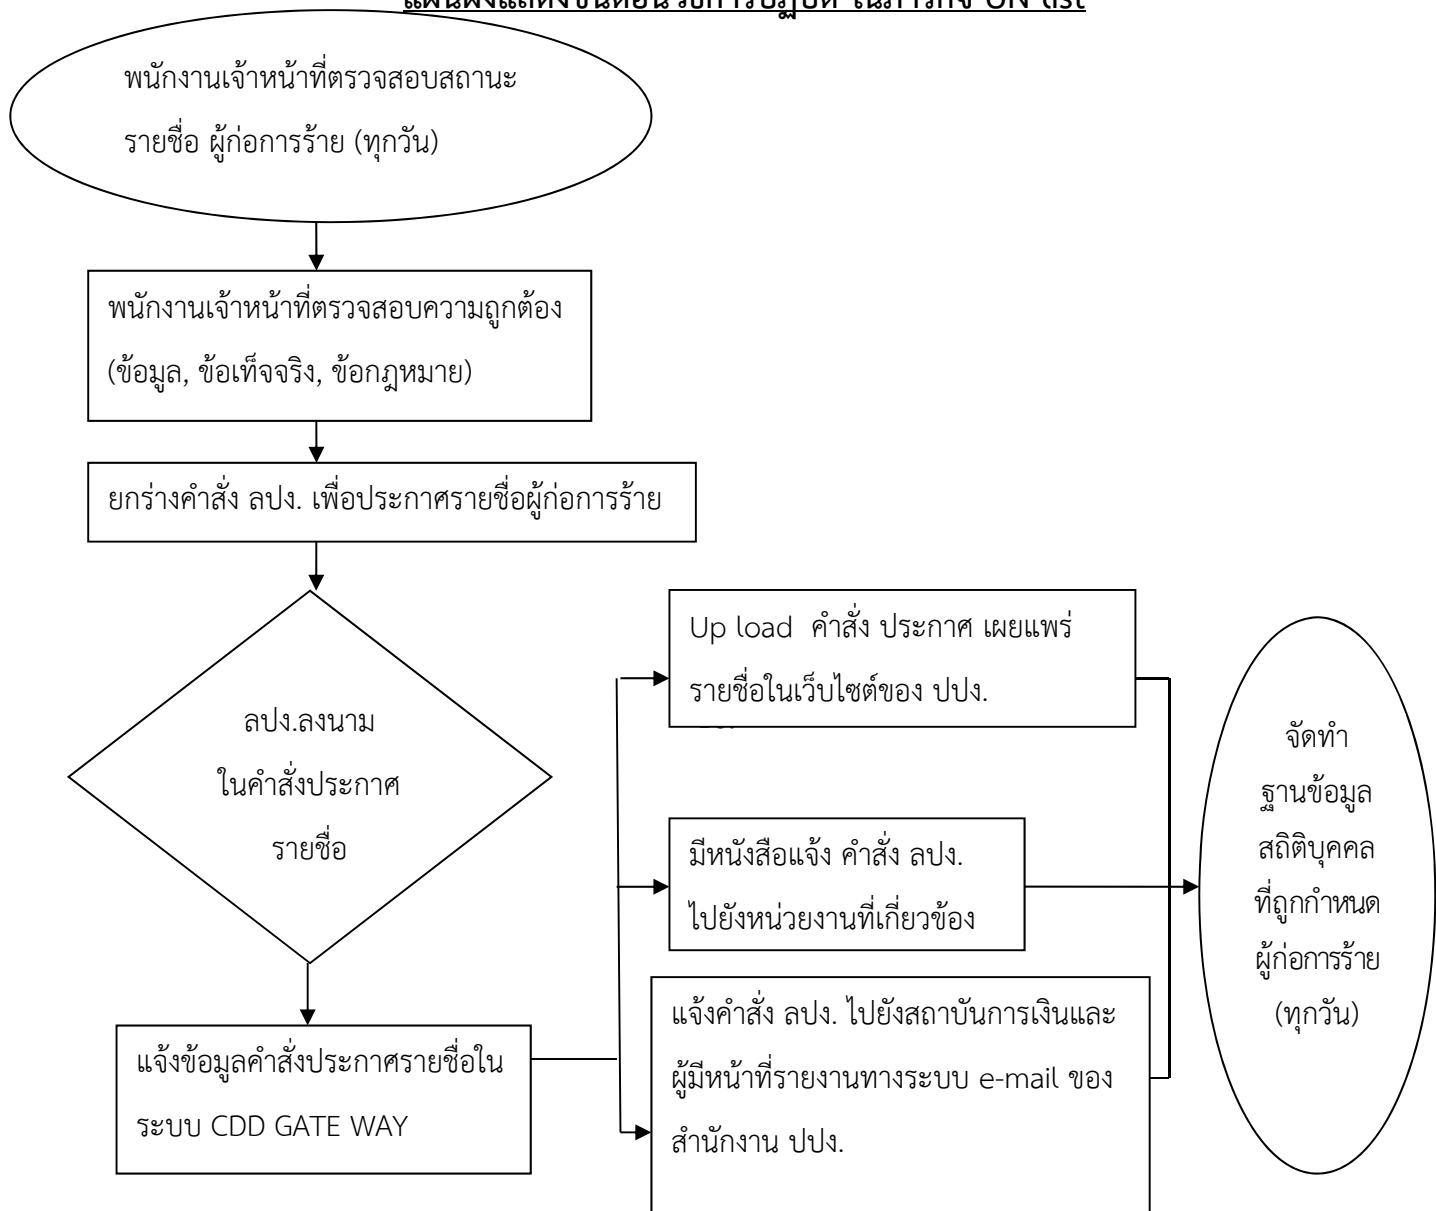 พนักงานเจ้าหน้าที่ตรวจสอบสถานะ
รายชื่อ ผู้ก่อการร้าย (ทุกวัน)
พนักงานเจ้าหน้าที่ตรวจสอบความถูกต้อง
(ข้อมูล, ข้อเท็จจริง, ข้อกฎหมาย)
ยกร่างคำสั่ง ลปง. เพื่อประกาศรายชื่อผู้ก่อการร้าย
ลปง.ลงนาม
ในคำสั่งประกาศ
รายชื่อ
แจ้งข้อมูลคำสั่งประกาศรายชื่อใน
ระบบ CDD GATE WAY
Up load คำสั่ง ประกาศ เผยแพร่
รายชื่อในเว็บไซต์ของ ปปง.
มีหนังสือแจ้ง คำสั่ง ลปง.
ไปยังหน่วยงานที่เกี่ยวข้อง
แจ้งคำสั่ง ลปง. ไปยังสถาบันการเงินและ
ผู้มีหน้าที่รายงานทางระบบ e-mail ของ
สำนักงาน ปปง.
จัดทำ
ฐานข้อมูล
สถิติบุคคล
ที่ถูกกำหนด
ผู้ก่อการร้าย
(ทุกวัน)